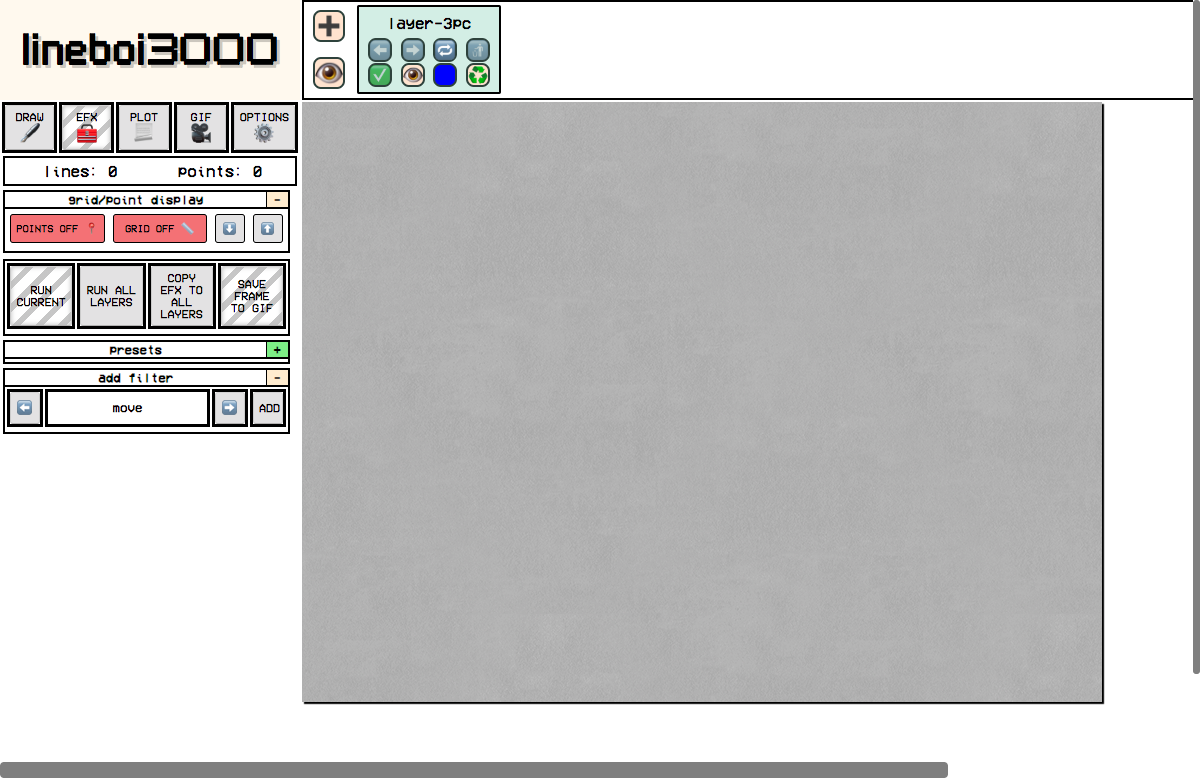 lineboi3000
layer-3pc
DRAW EFX PLOT GIF OPTIONS
lines: 0 points: 0
grid/point display -
POINTS OFF GRID OFF
RUN CURRENT
RUN ALL LAYERS
COPY EFX TO ALL LAYERS
SAVE FRAME TO GIF
presets +
add filter -
move ADD